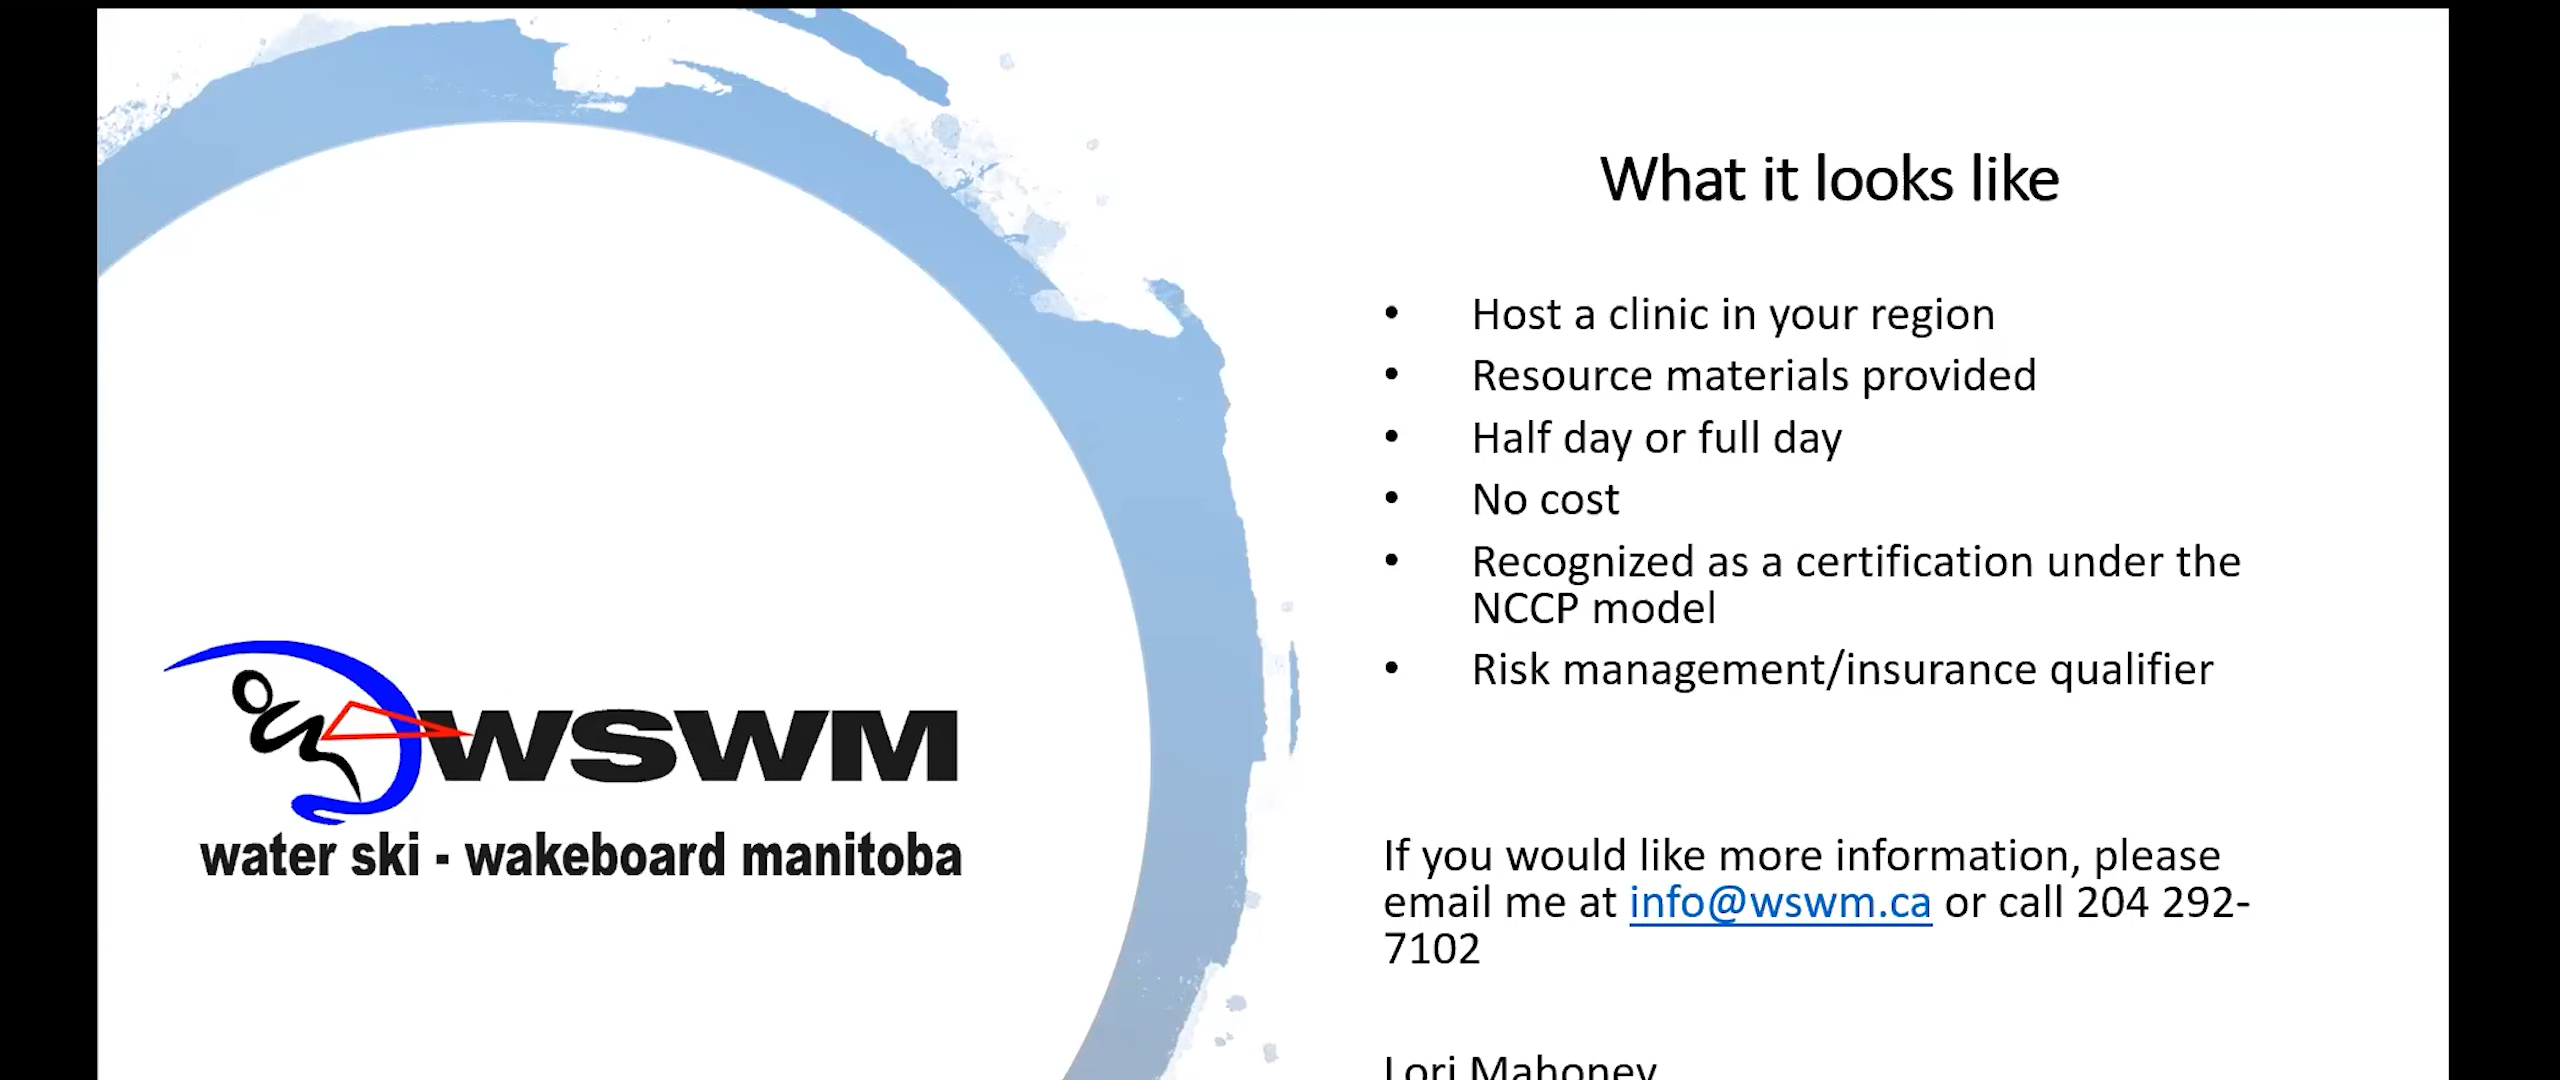 What it looks like
• Host a clinic in your region
• Resource materials provided
• Half day or full day
• No cost
• Recognized as a certification under the
NCCP model
• Risk management/insurance qualifier
WSWM
water ski - wakeboard manitoba
If you would like more information, please
email me at info@wswm.ca or call 204 292-
7102
Lori Mahoney